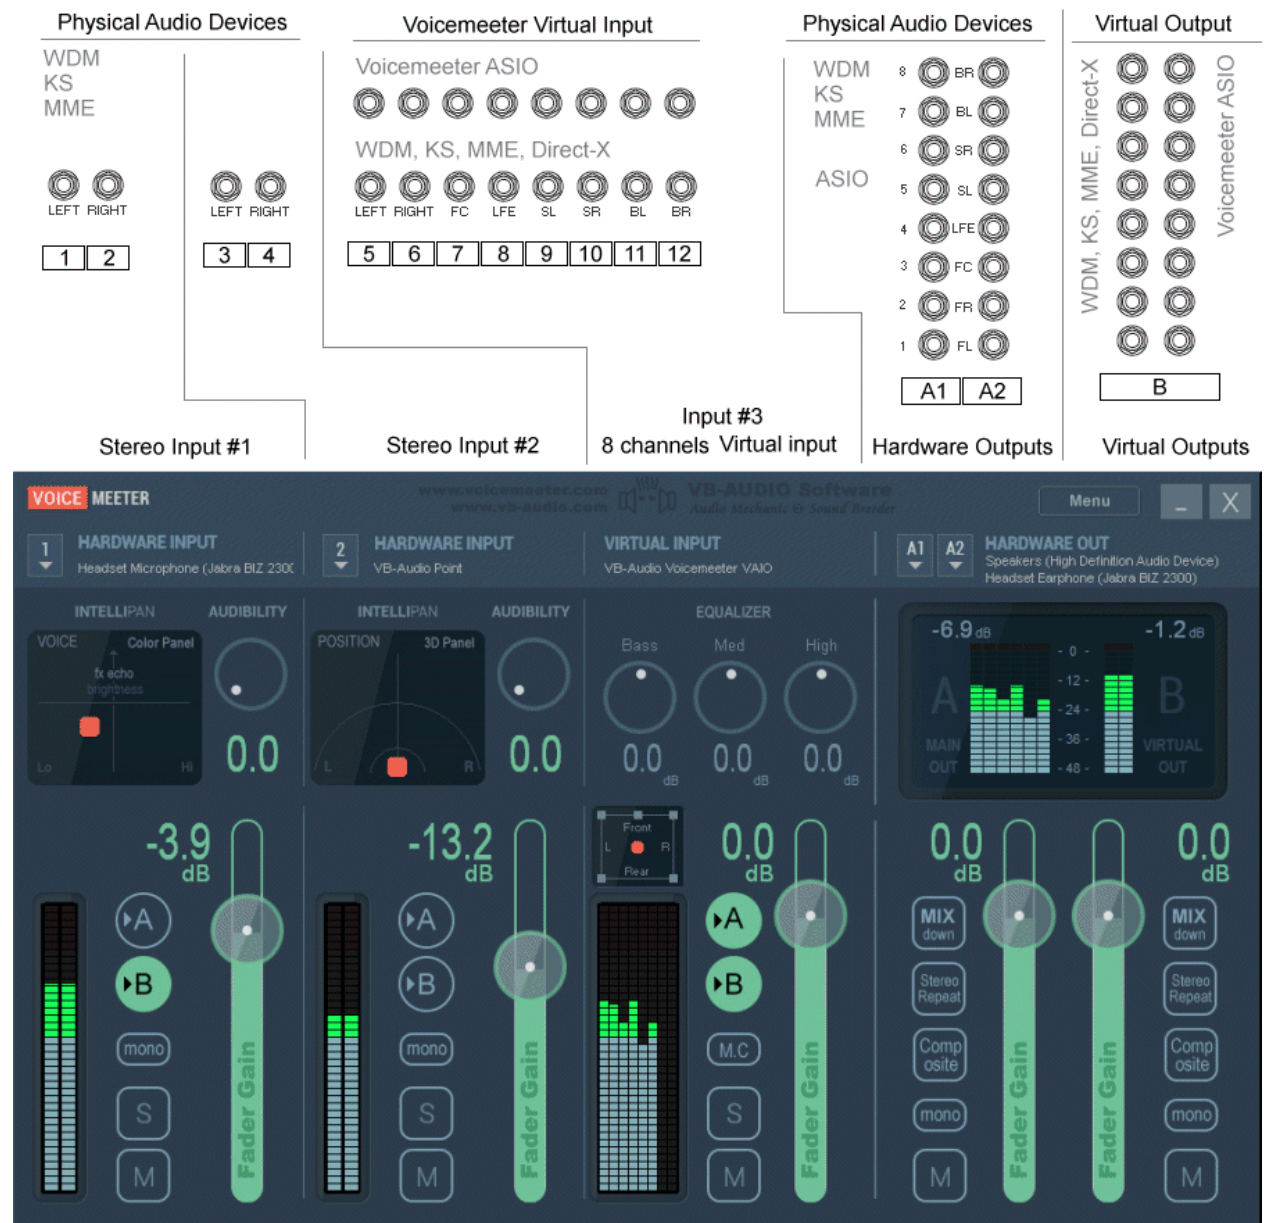 Physical Audio Devices
Voicemeeter Virtual Input
Physical Audio Devices
Virtual Output
WDM
KS
MME
Voicemeeter ASIO
WDM, KS, MME, Direct-X
LEFT RIGHT
LEFT RIGHT
LEFT RIGHT FC LFE SL SR BL BR
1 2
3 4
5 6 7 8 9 10 11 12
WDM
KS
MME
ASIO
8 BR
7 BL
6 SR
5 SL
4 LFE
3 FC
2 FR
1 FL
A1 A2
WDM, KS, MME, Direct-X
Voicemeeter ASIO
B
Stereo Input #1
Stereo Input #2
Input #3
8 channels Virtual input
Hardware Outputs
Virtual Outputs
VOICE MEETER
www.voicemeeter.com
www.vb-audio.com
VB-AUDIO Software
Audio Mechanic & Sound Breeder
Menu
_ X
1 HARDWARE INPUT
Headset Microphone (Jabra BIZ 230(
2 HARDWARE INPUT
VB-Audio Point
VIRTUAL INPUT
VB-Audio Voicemeeter VAIO
A1 A2 HARDWARE OUT
Speakers (High Definition Audio Device)
Headset Earphone (Jabra BIZ 2300)
INTELLIPAN AUDIBILITY
VOICE Color Panel
fx echo
brightness
Lo Hi
0.0
INTELLIPAN AUDIBILITY
POSITION 3D Panel
L R
0.0
EQUALIZER
Bass Med High
0.0 dB 0.0 dB 0.0 dB
-6.9 dB
-1.2 dB
- 0 -
-12 -
-24 -
-36 -
-48 -
A
MAIN
OUT
B
VIRTUAL
OUT
-3.9
dB
A
B
mono
S
M
Fader Gain
-13.2
dB
A
B
mono
S
M
Fader Gain
Front
L R
Rear
0.0
dB
A
B
M.C
S
M
Fader Gain
0.0
dB
MIX
down
Stereo
Repeat
Comp
osite
mono
M
Fader Gain
Fader Gain
0.0
dB
MIX
down
Stereo
Repeat
Comp
osite
mono
M